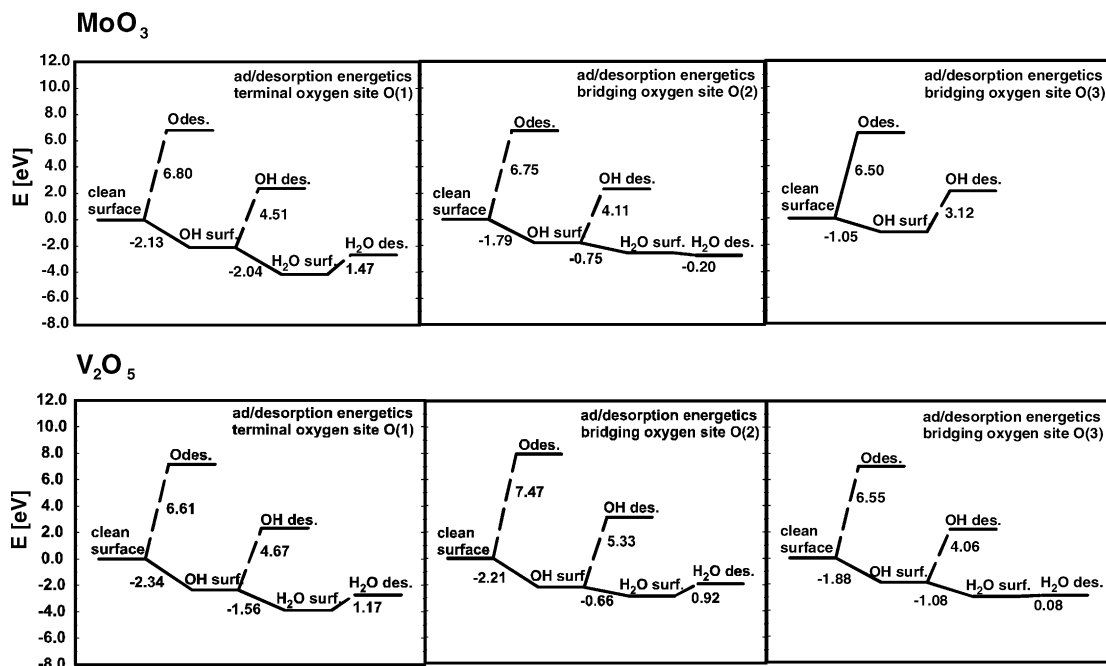 MoO3
E [eV]
12.0
10.0
8.0
6.0
4.0
2.0
0.0
-2.0
-4.0
-6.0
-8.0
ad/desorption energetics
terminal oxygen site O(1)
Odes.
6.80
clean
surface
-2.13
OH surf.
OH des.
4.51
-2.04
H2O surf.
H2O des.
1.47
ad/desorption energetics
bridging oxygen site O(2)
Odes.
6.75
clean
surface
-1.79
OH surf.
OH des.
4.11
-0.75
H2O surf.
H2O des.
-0.20
ad/desorption energetics
bridging oxygen site O(3)
Odes.
6.50
clean
surface
-1.05
OH surf.
OH des.
3.12
V2O5
E [eV]
12.0
10.0
8.0
6.0
4.0
2.0
0.0
-2.0
-4.0
-6.0
-8.0
ad/desorption energetics
terminal oxygen site O(1)
Odes.
6.61
clean
surface
-2.34
OH surf.
OH des.
4.67
-1.56
H2O surf.
H2O des.
1.17
ad/desorption energetics
bridging oxygen site O(2)
Odes.
7.47
clean
surface
-2.21
OH surf.
OH des.
5.33
-0.66
H2O surf.
H2O des.
0.92
ad/desorption energetics
bridging oxygen site O(3)
Odes.
6.55
clean
surface
-1.88
OH surf.
OH des.
4.06
-1.08
H2O surf.
H2O des.
0.08